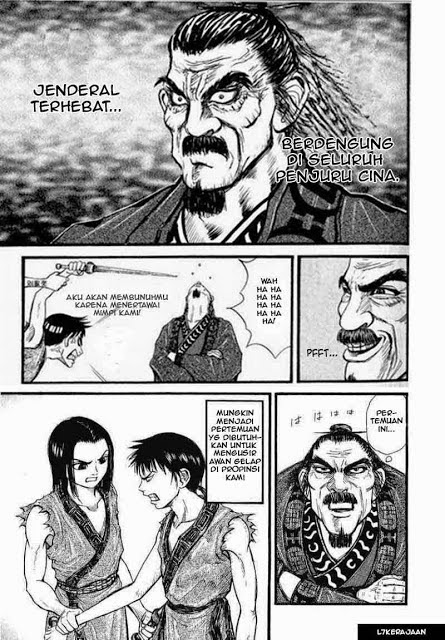 JENDERAL
TERHEBAT...
BERDENGUNG
DI SELURUH
PENJURU CINA.
PFFT...
WAH
HA HA
HA HA
HA HA
HA HA
HA!
AKU AKAN MEMBUNUHMU
KARENA MENERTAWAI
MIMPI KAMI!
PER-
TEMUAN
INI...
は は は は
MUNGKIN
MENJADI
PERTEMUAN
YG DIBUTUH-
KAN UNTUK
MENGUSIR
AWAN GELAP
DI PROPINSI
KAMI
L7KERAJAAN